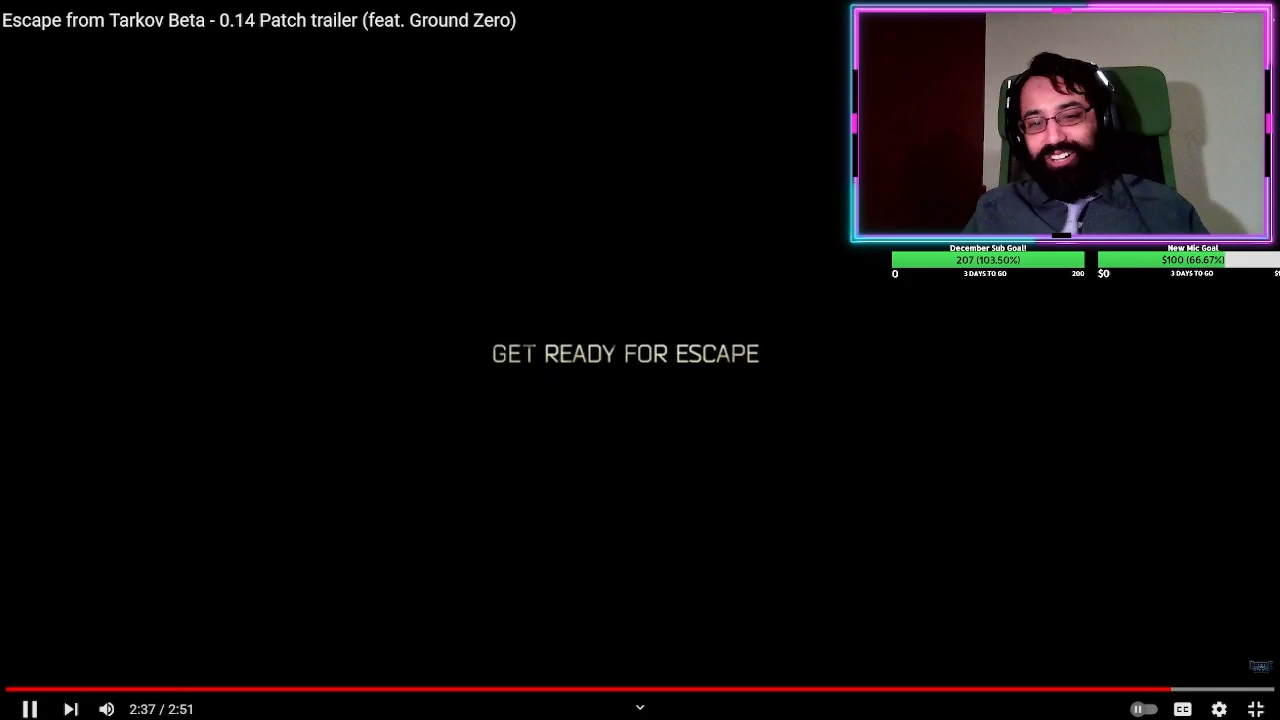 Escape from Tarkov Beta - 0.14 Patch trailer (feat. Ground Zero)
December Sub Goal!
207 (103.50%)
0
3 DAYS TO GO
200
New Mic Goal
$100 (66.67%)
$0
3 DAYS TO GO
GET READY FOR ESCAPE
2:37 / 2:51
CC